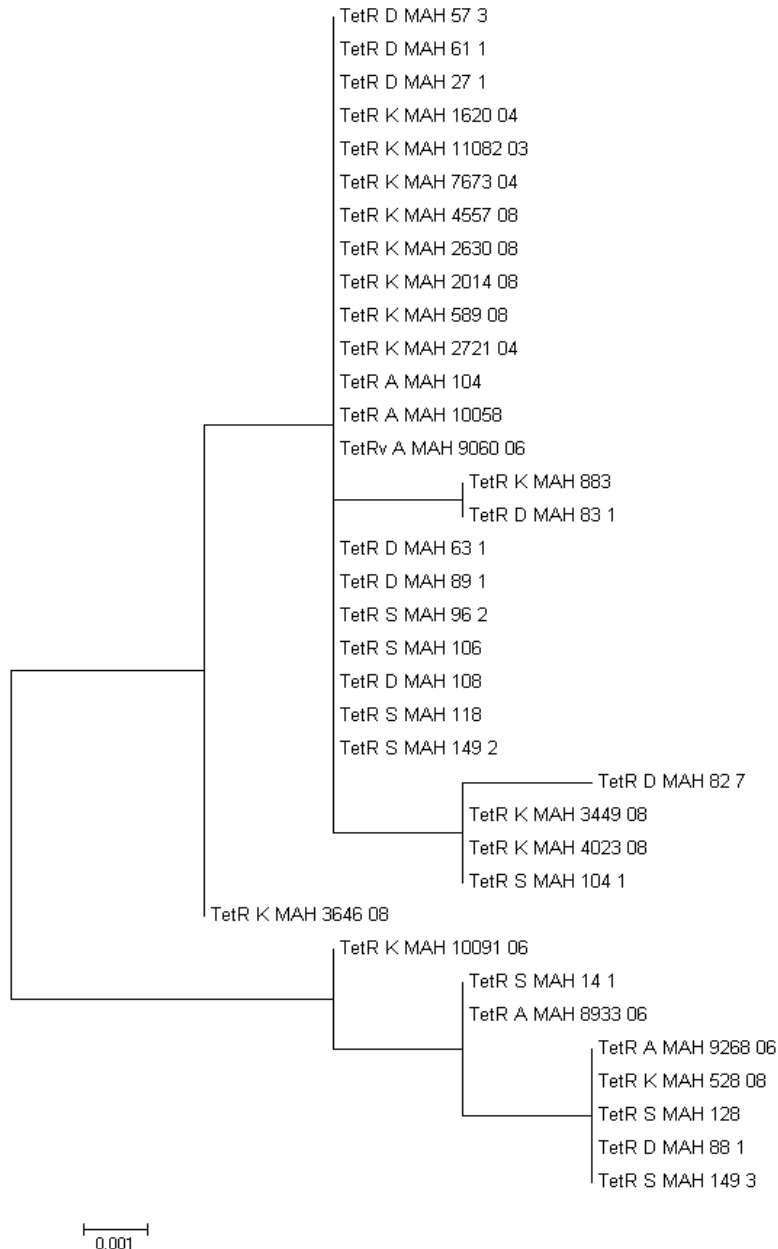 TetR D MAH 57 3
TetR D MAH 61 1
TetR D MAH 27 1
TetR K MAH 1620 04
TetR K MAH 11082 03
TetR K MAH 7673 04
TetR K MAH 4557 08
TetR K MAH 2630 08
TetR K MAH 2014 08
TetR K MAH 589 08
TetR K MAH 2721 04
TetR A MAH 104
TetR A MAH 10058
TetRv A MAH 9060 06
TetR K MAH 883
TetR D MAH 83 1
TetR D MAH 63 1
TetR D MAH 89 1
TetR S MAH 96 2
TetR S MAH 106
TetR D MAH 108
TetR S MAH 118
TetR S MAH 149 2
TetR D MAH 82 7
TetR K MAH 3449 08
TetR K MAH 4023 08
TetR S MAH 104 1
TetR K MAH 3646 08
TetR K MAH 10091 06
TetR S MAH 14 1
TetR A MAH 8933 06
TetR A MAH 9268 06
TetR K MAH 528 08
TetR S MAH 128
TetR D MAH 88 1
TetR S MAH 149 3
0.001